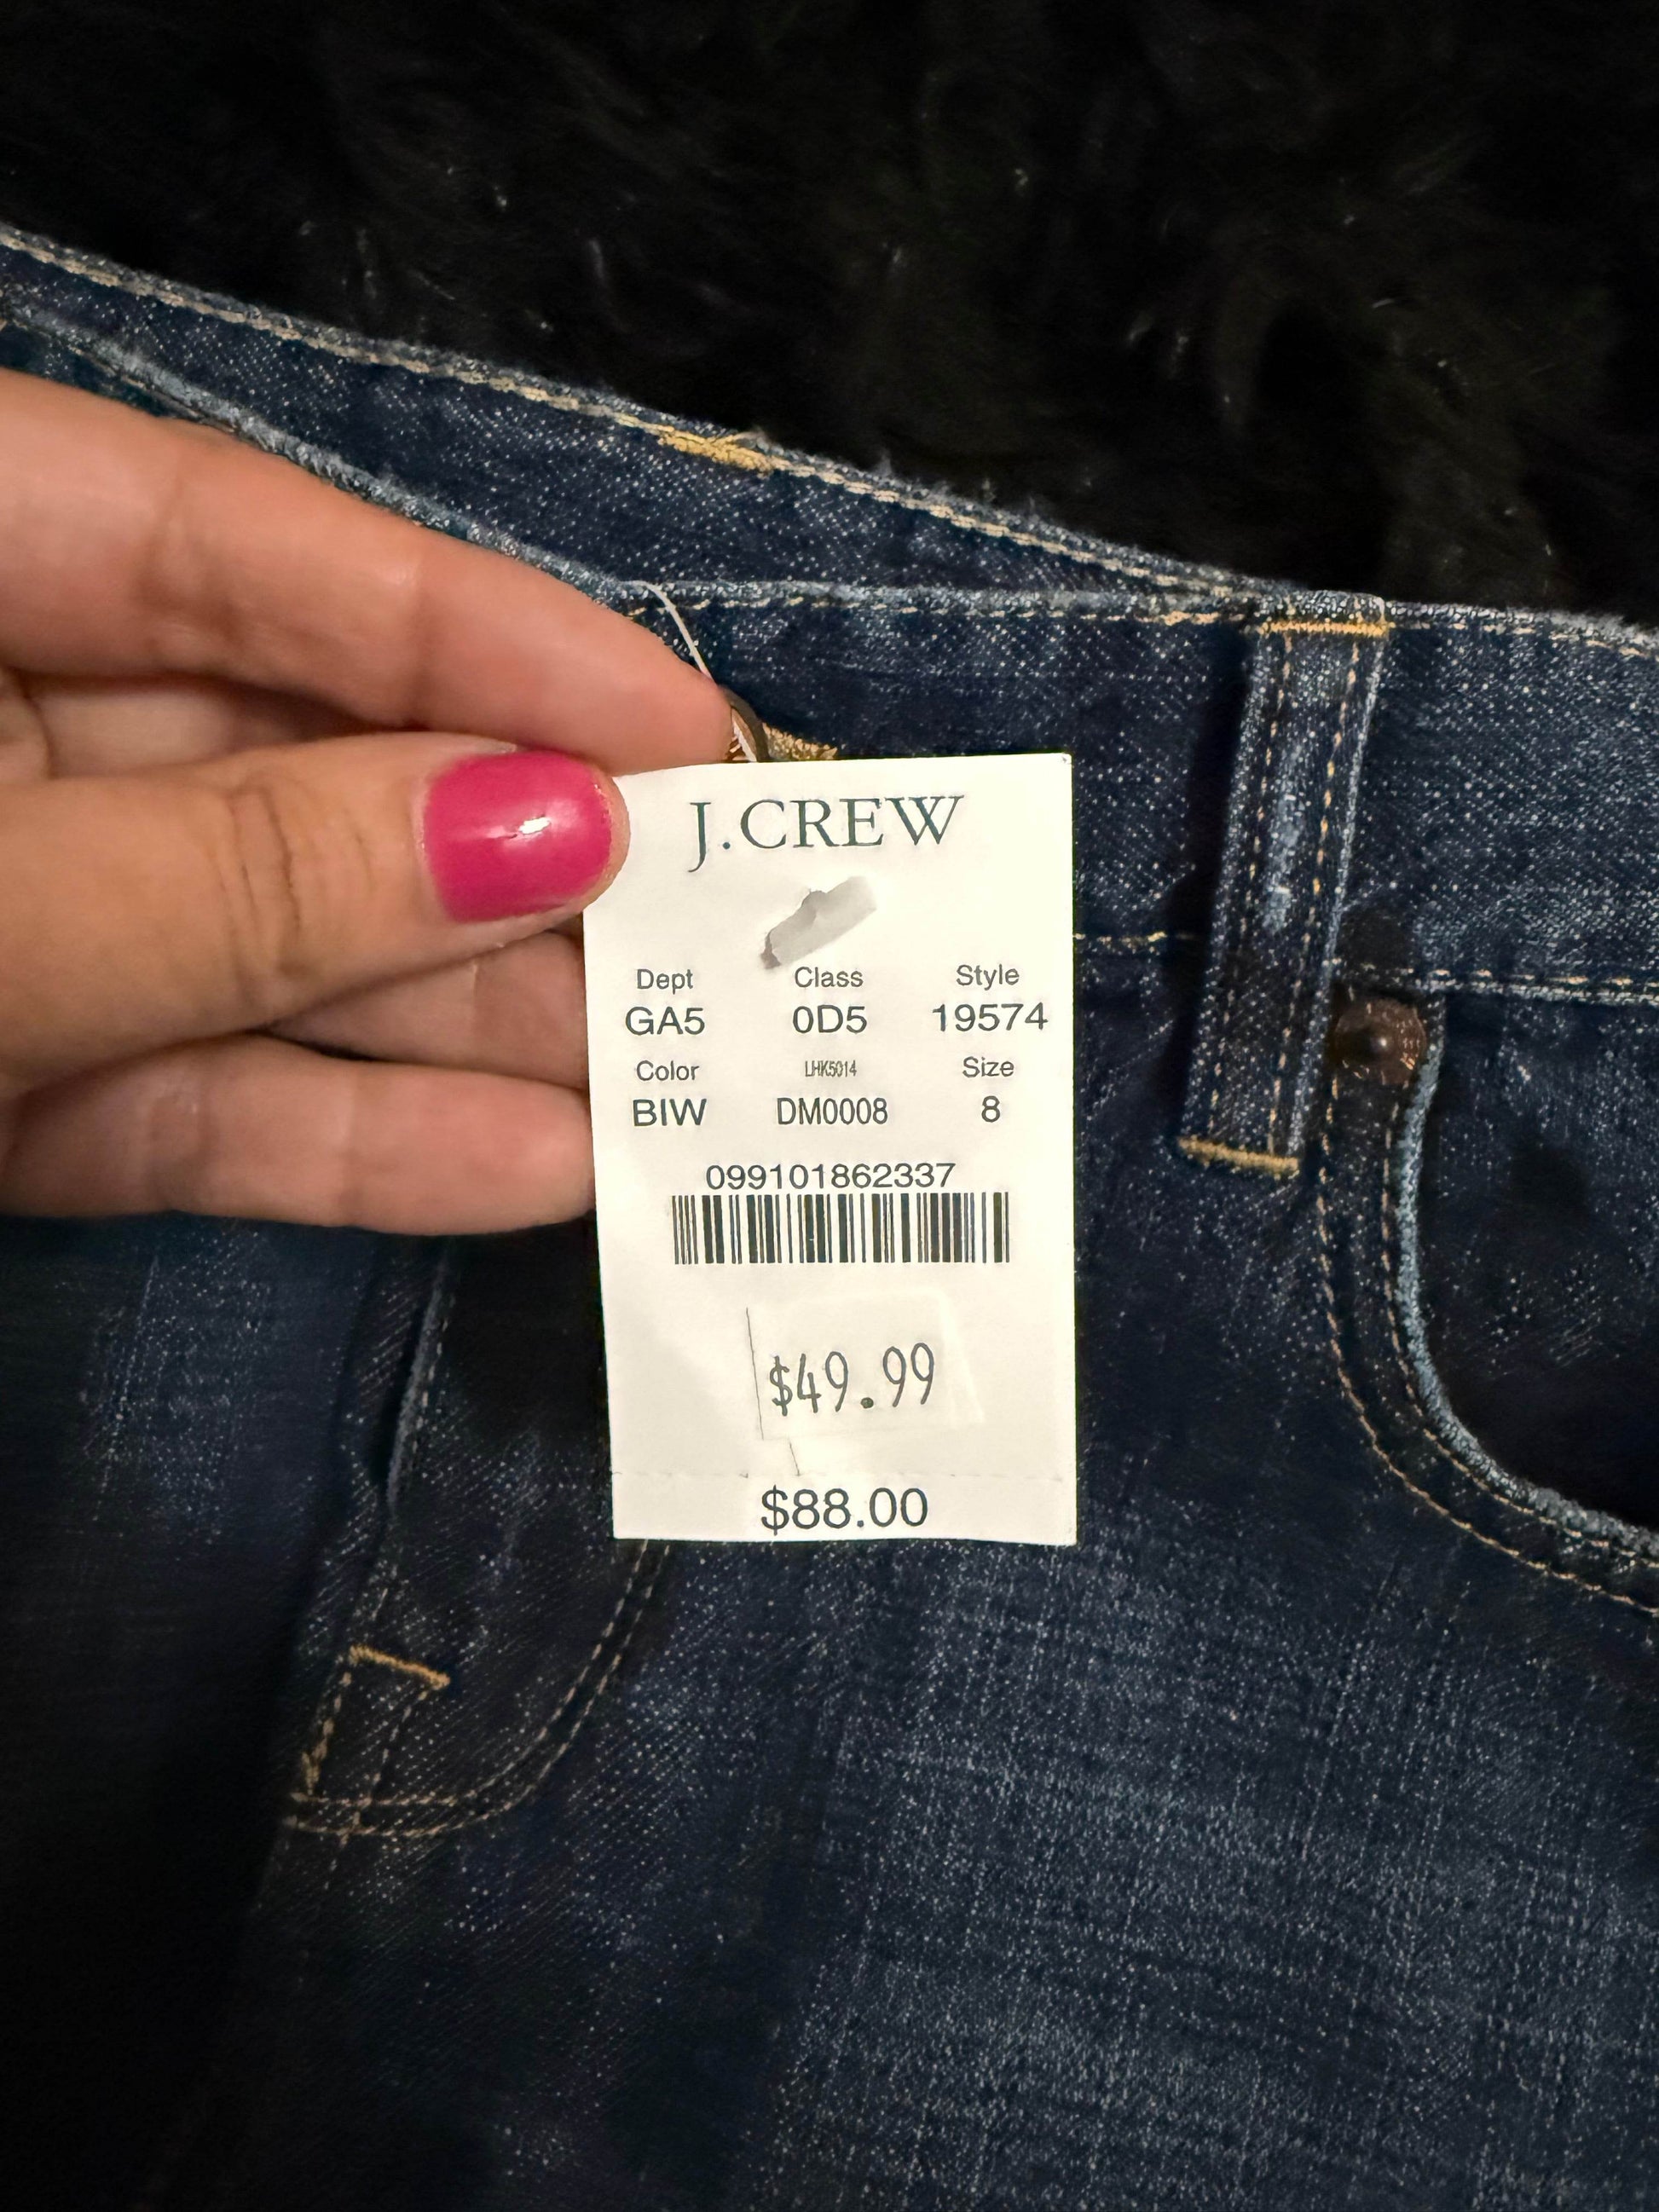 J.CREW
Dept Class Style
GA5 0D5 19574
Color LHK5014 Size
BIW DM0008 8
099101862337
$49.99
$88.00